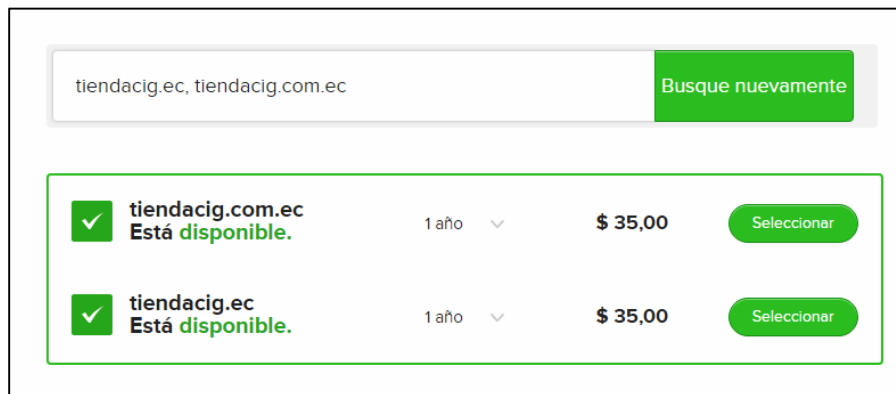 tiendacig.ec, tiendacig.com.ec
Busque nuevamente
tiendacig.com.ec
Está disponible.
1 año
$ 35,00
Seleccionar
tiendacig.ec
Está disponible.
1 año
$ 35,00
Seleccionar